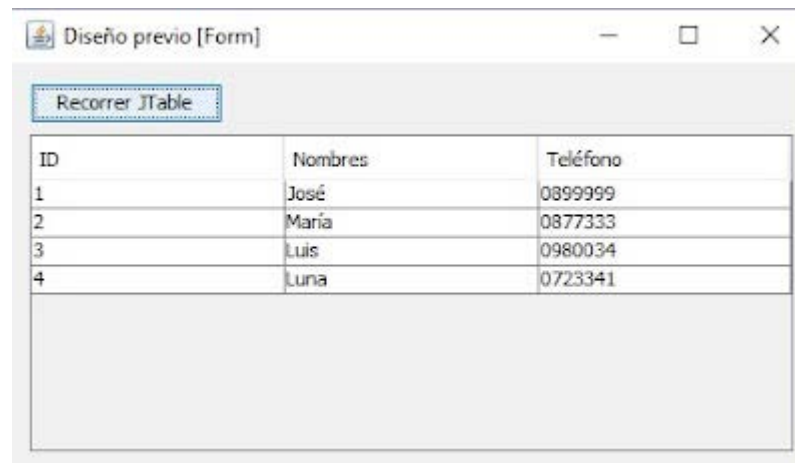 Diseño previo [Form]
Recorrer JTable
ID Nombres Teléfono
1 José 0899999
2 María 0877333
3 Luis 0980034
4 Luna 0723341